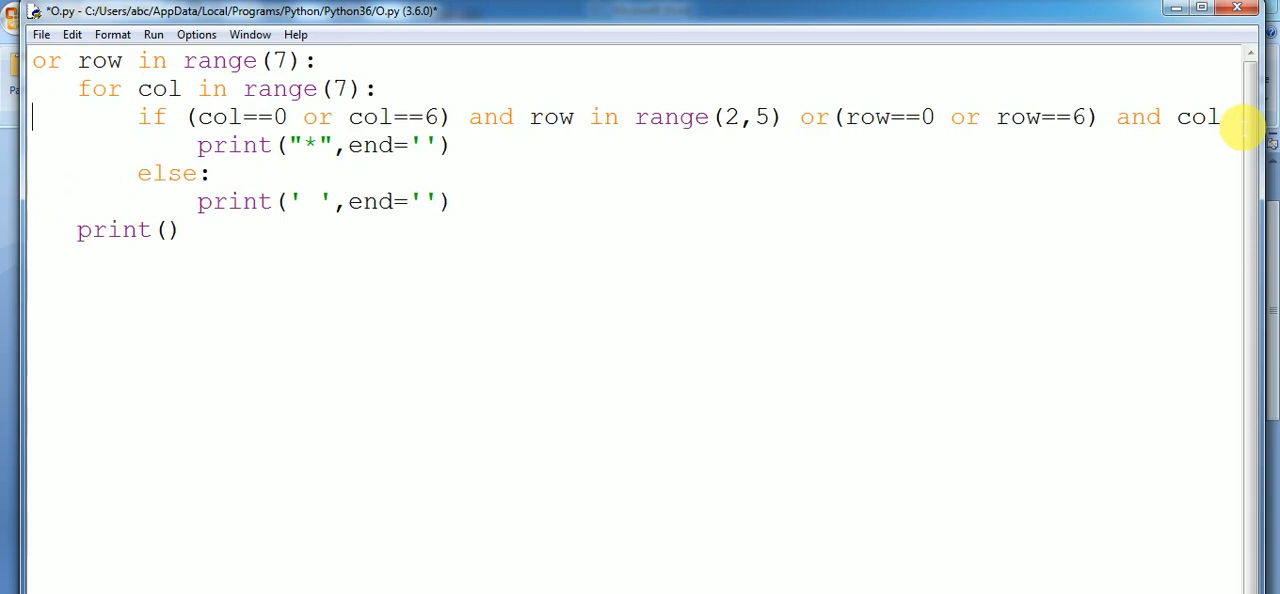 *O.py - C:/Users/abc/AppData/Local/Programs/Python/Python36/O.py (3.6.0)*
File Edit Format Run Options Window Help
or row in range(7):
    for col in range(7):
        if (col==0 or col==6) and row in range(2,5) or(row==0 or row==6) and col
            print("*",end='')
        else:
            print(' ',end='')
    print()